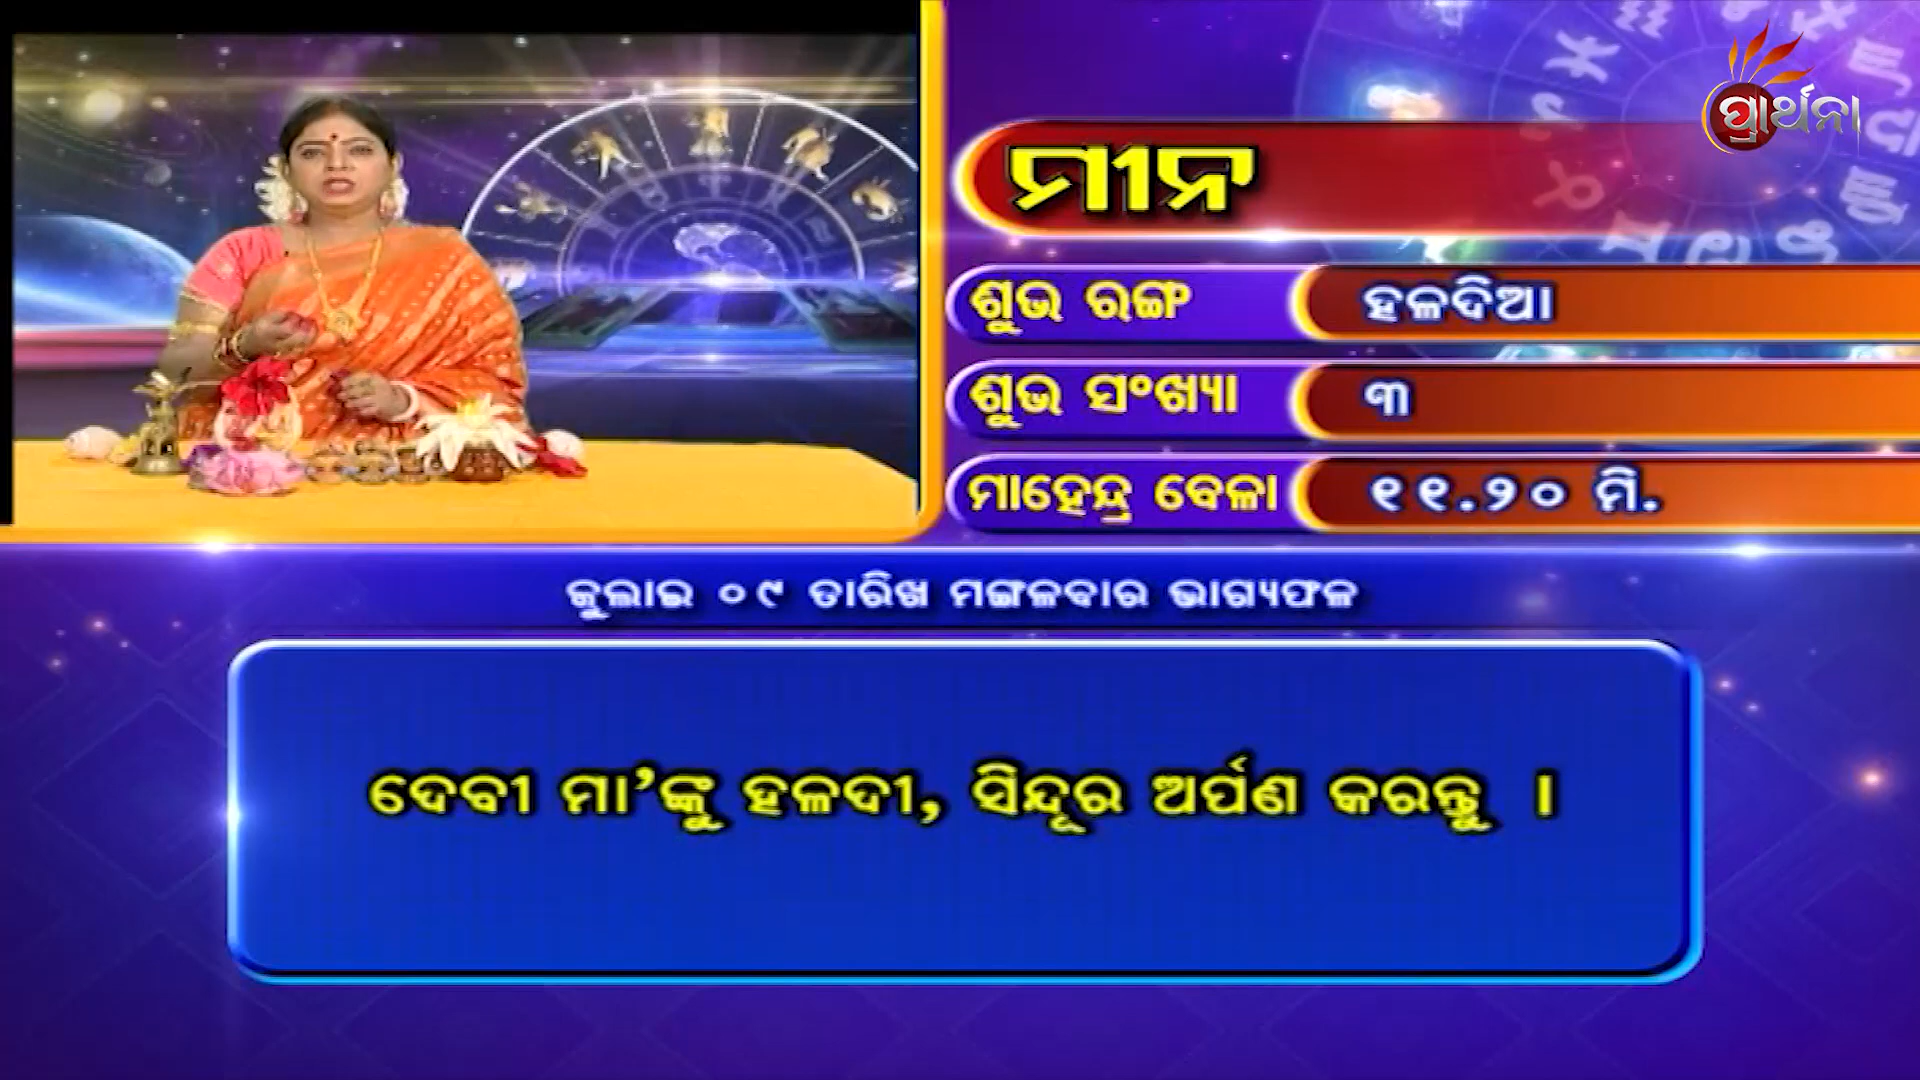 ପ୍ରାର୍ଥନା
ମୀନ
ଶୁଭ ରଙ୍ଗ ହଳଦିଆ
ଶୁଭ ସଂଖ୍ୟା ୩
ମାହେନ୍ଦ୍ର ବେଳା ୧୧.୨୦ ମି.
ଜୁଲାଇ ୦୯ ତାରିଖ ମଙ୍ଗଳବାର ଭାଗ୍ୟଫଳ
ଦେବୀ ମା’ଙ୍କୁ ହଳଦୀ, ସିନ୍ଦୂର ଅର୍ପଣ କରନ୍ତୁ ।